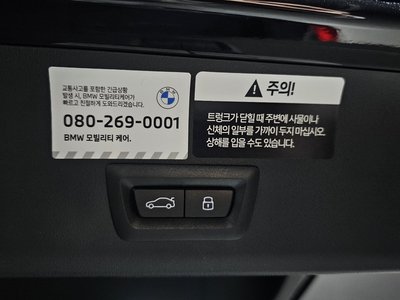 교통사고를 포함한 긴급상황
발생 시, BMW 모빌리티케어가
빠르고 친절하게 도와드리겠습니다.
080-269-0001
BMW 모빌리티 케어.
주의!
트렁크가 닫힐 때 주변에 사물이나
신체의 일부를 가까이 두지 마십시오.
상해를 입을 수도 있습니다.